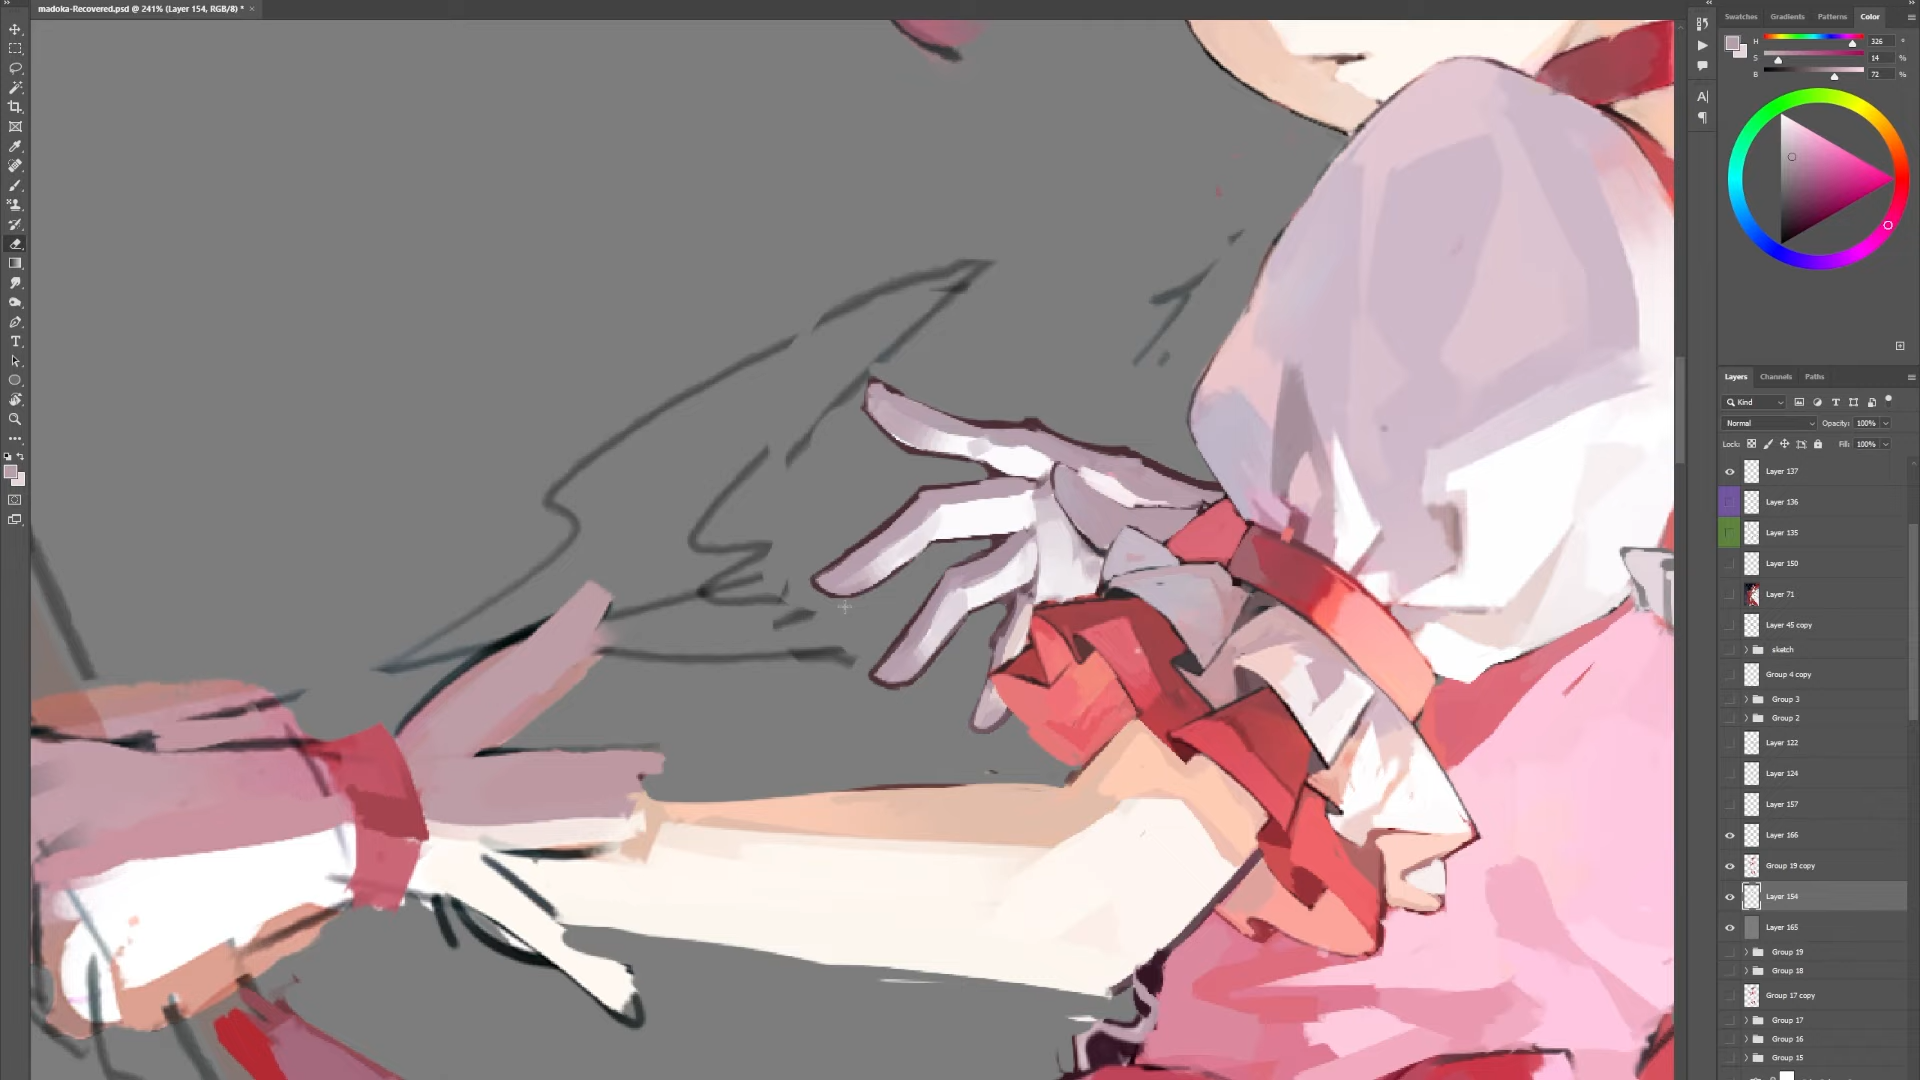 madoka-Recovered.psd @ 241% (Layer 154, RGB/8) *
Swatches Gradients Patterns Color
H 326 °
S 14 %
B 72 %
Layers Channels Paths
Kind
Normal Opacity: 100%
Lock: Fill: 100%
Layer 137
Layer 136
Layer 135
Layer 150
Layer 71
Layer 45 copy
sketch
Group 4 copy
Group 3
Group 2
Layer 122
Layer 124
Layer 157
Layer 166
Group 19 copy
Layer 154
Layer 165
Group 19
Group 18
Group 17 copy
Group 17
Group 16
Group 15